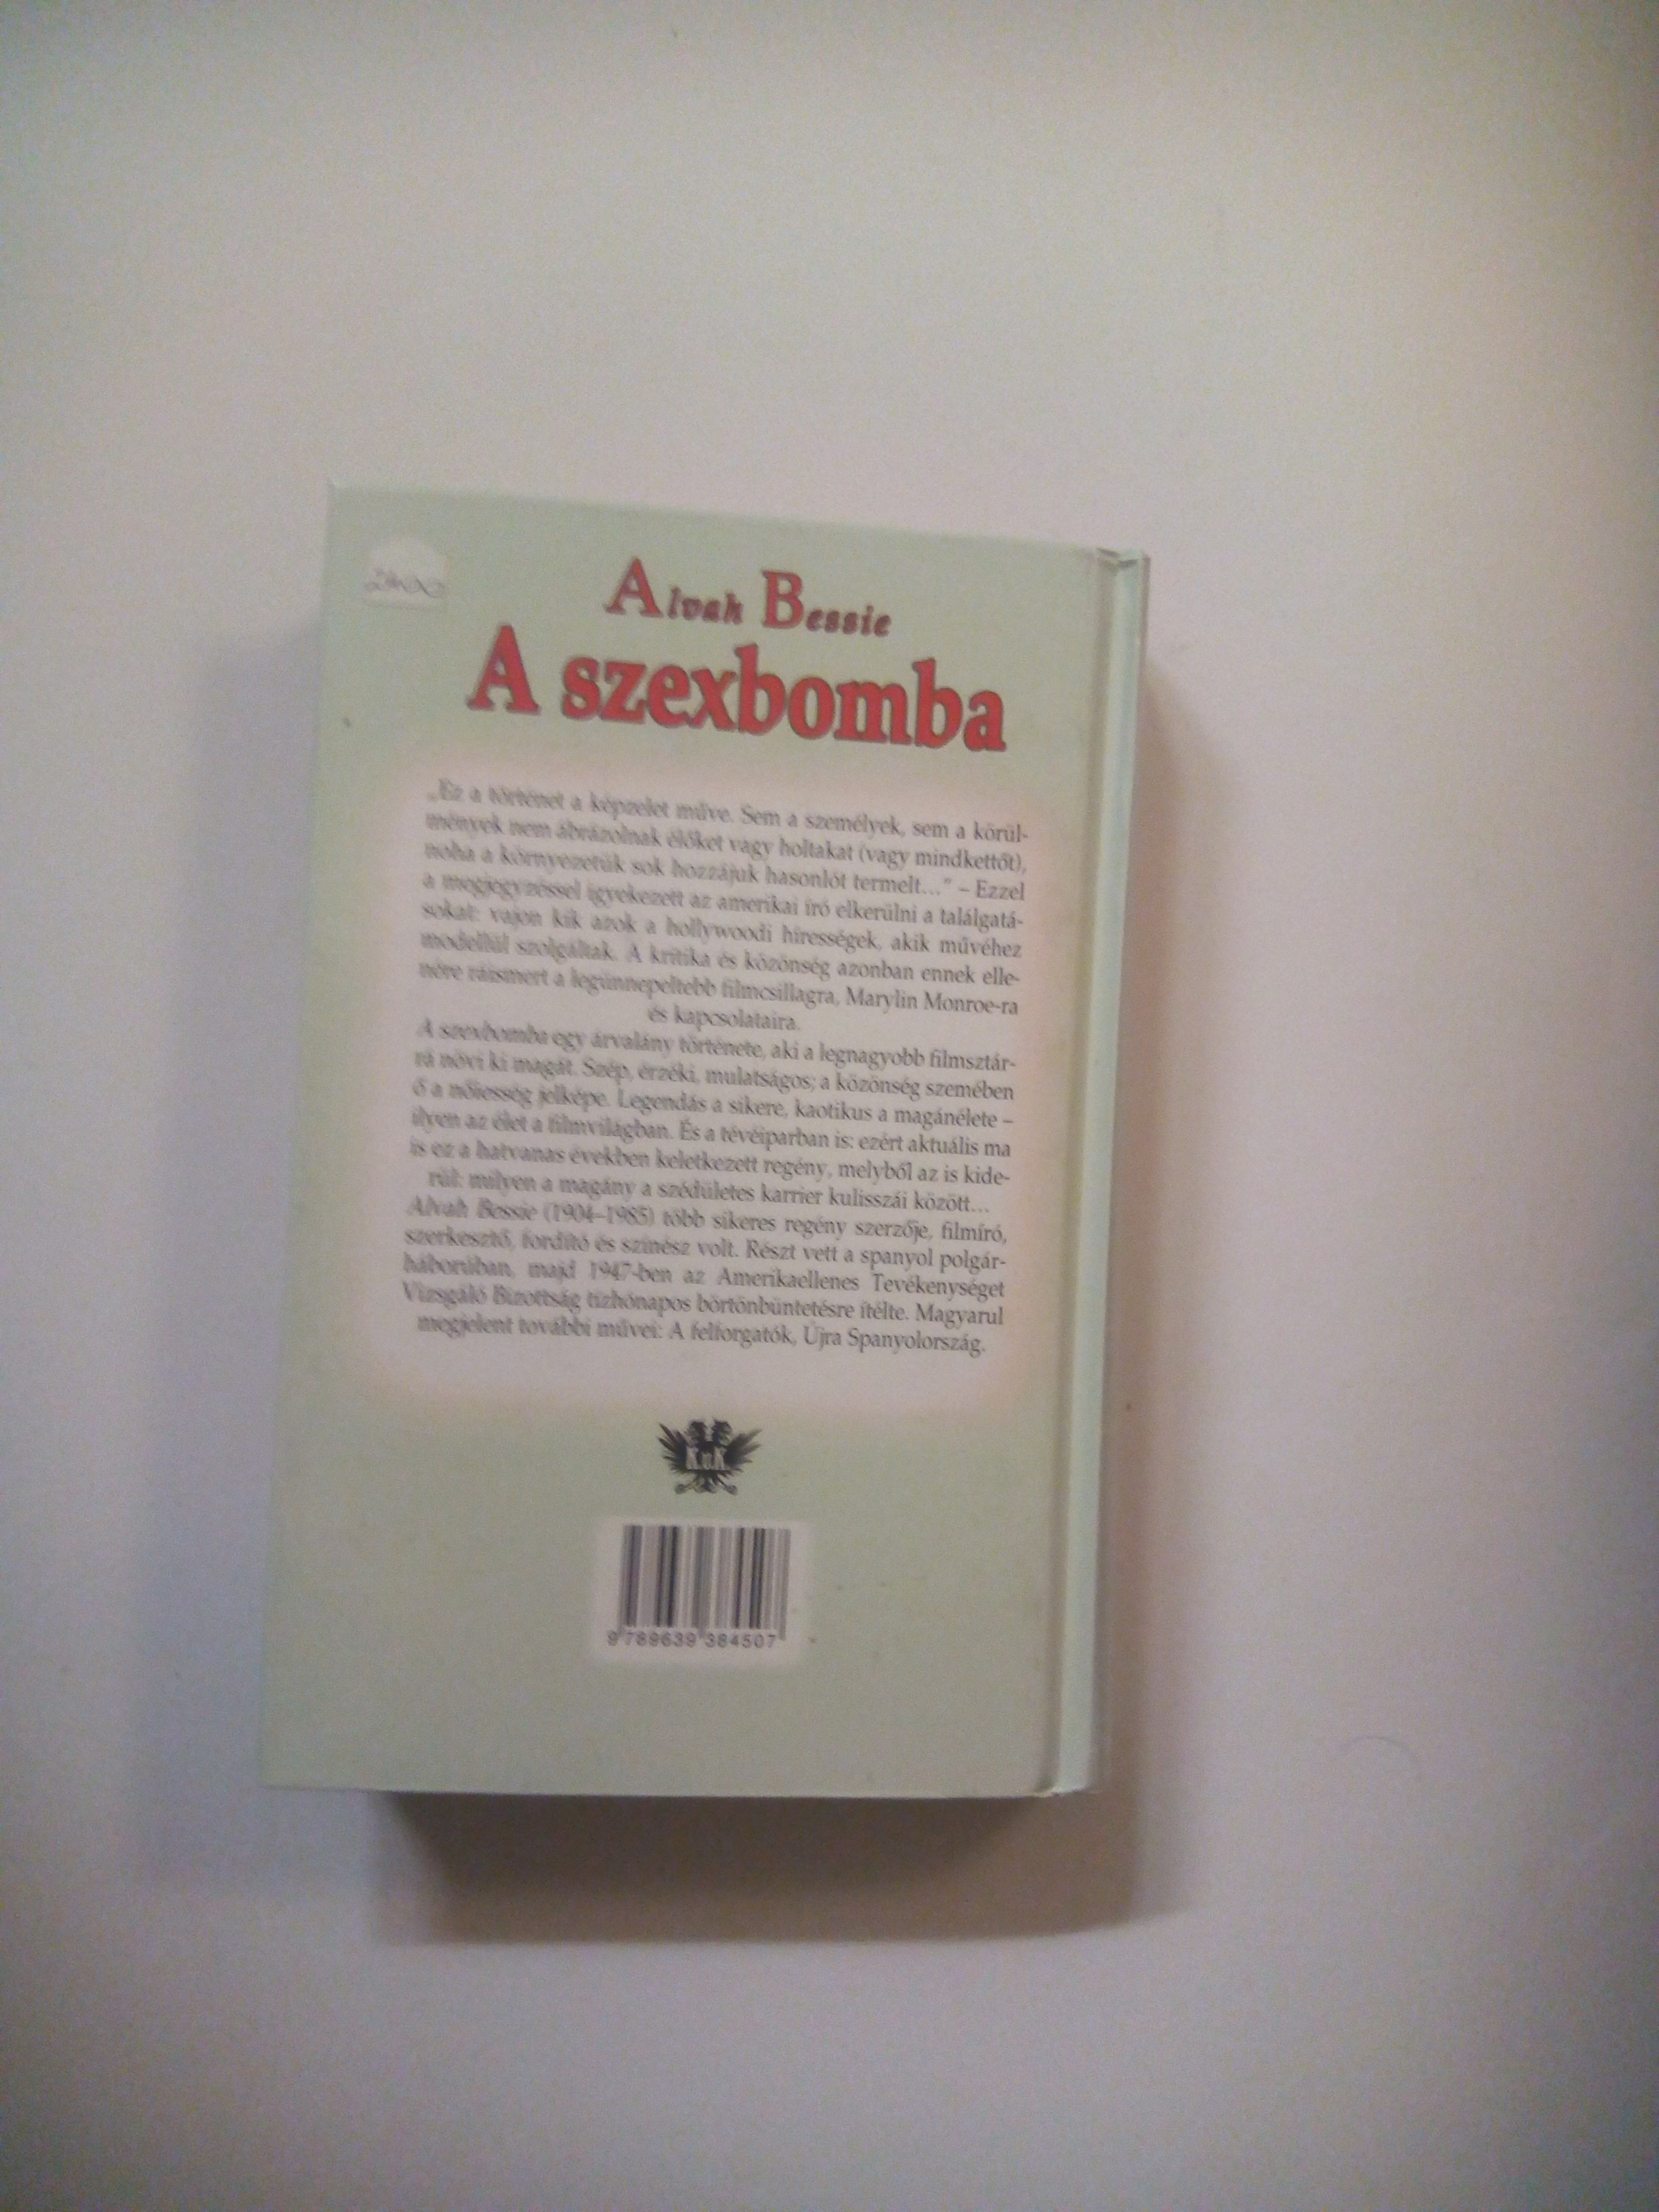 Alvah Bessie
A szexbomba
„Ez a történet a képzelet műve. Sem a személyek, sem a körül-
mények nem ábrázolnak élőket vagy holtakat (vagy mindkettőt),
noha a környezetük sok hozzájuk hasonlót termelt...” – Ezzel
a megjegyzéssel igyekezett az amerikai író elkerülni a találgatá-
sokat: vajon kik azok a hollywoodi hírességek, akik művéhez
modellül szolgáltak. A kritika és közönség azonban ennek elle-
nére ráismert a legünnepeltebb filmcsillagra, Marylin Monroe-ra
és kapcsolataira.
A szexbomba egy árvalány története, aki a legnagyobb filmsztár-
rá növi ki magát. Szép, érzéki, mulatságos; a közönség szemében
ő a nőiesség jelképe. Legendás a sikere, kaotikus a magánélete –
ilyen az élet a filmvilágban. És a tévéiparban is: ezért aktuális ma
is ez a hatvanas években keletkezett regény, melyből az is kide-
rül: milyen a magány a szédületes karrier kulisszái között...
Alvah Bessie (1904–1985) több sikeres regény szerzője, filmíró,
szerkesztő, fordító és színész volt. Részt vett a spanyol polgár-
háborúban, majd 1947-ben az Amerikaellenes Tevékenységet
Vizsgáló Bizottság tízhónapos börtönbüntetésre ítélte. Magyarul
megjelent további művei: A felforgatók, Újra Spanyolország.
K.u.K.
9 789639 384507